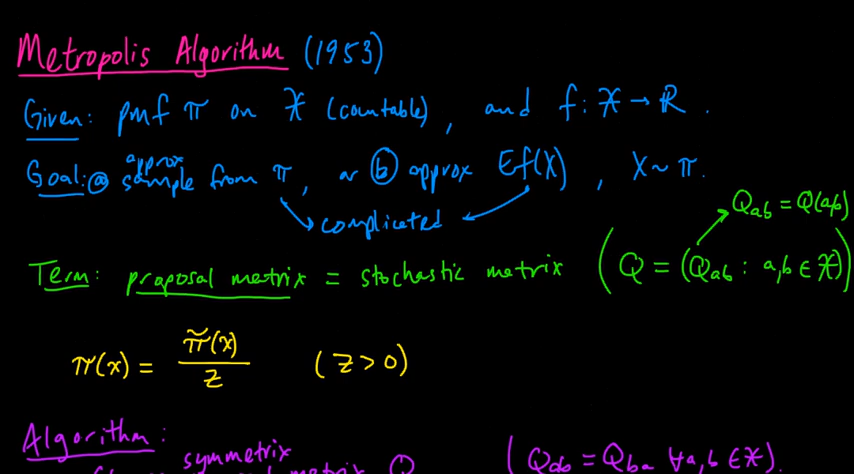 Metropolis Algorithm (1953)
Given: pmf π on 𝒳 (countable), and f: 𝒳 → ℝ.
Goal: ⓐ approx sample from π, or ⓑ approx Ef(X), X ~ π.
complicated
Q_ab = Q(a,b)
Term: proposal matrix = stochastic matrix (Q = (Q_ab : a,b ∈ 𝒳))
π(x) = π̃(x) / z (z > 0)
Algorithm:
symmetrix
(Q_ab = Q_ba ∀a,b ∈ 𝒳).